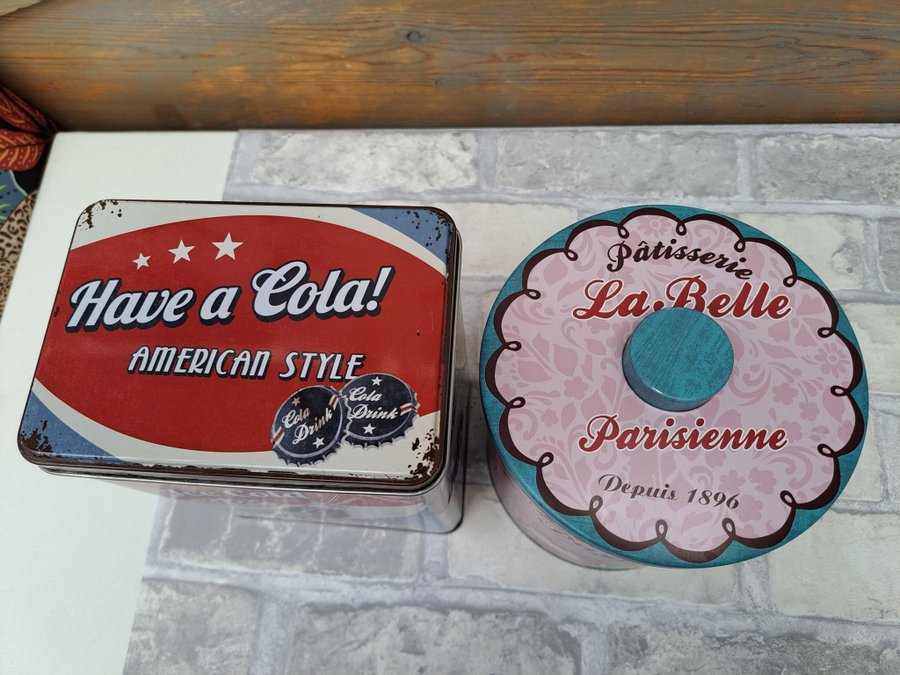 Have a Cola!
AMERICAN STYLE
Cola
Drink
Cola
Drink
Pâtisserie
La Belle
Parisienne
Depuis 1896